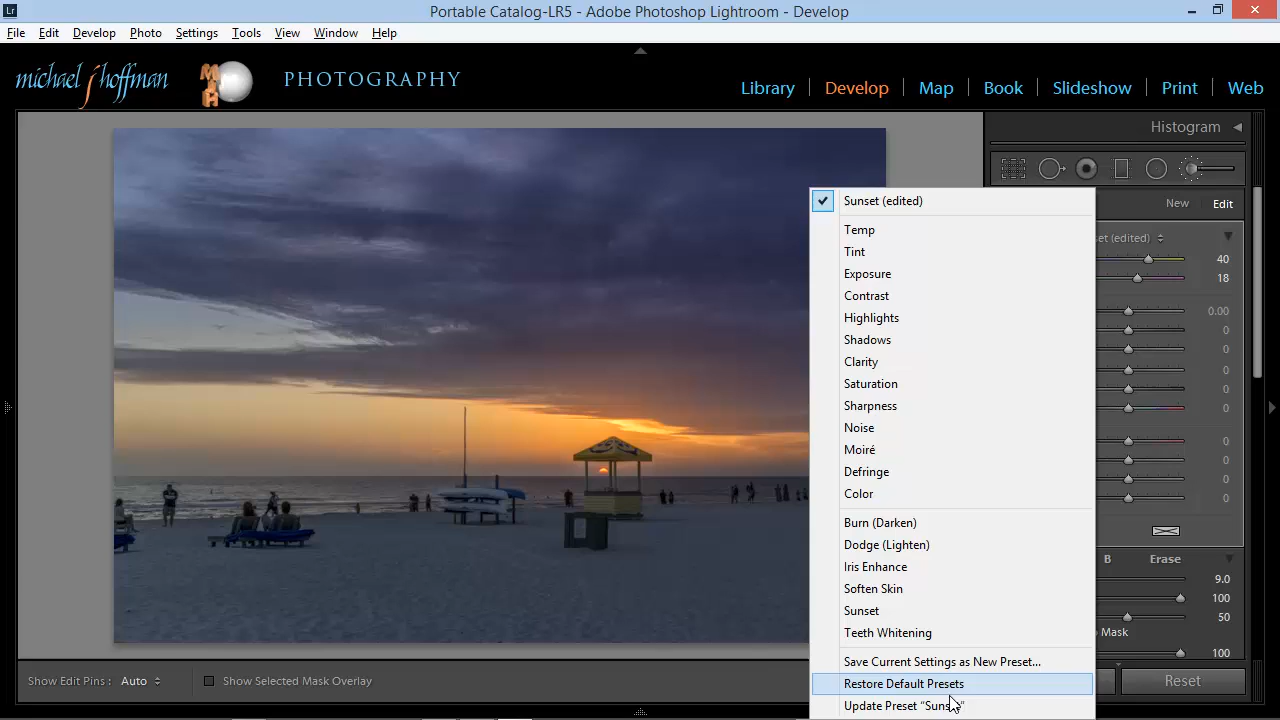 Lr
Portable Catalog-LR5 - Adobe Photoshop Lightroom - Develop
File Edit Develop Photo Settings Tools View Window Help
michael j hoffman MJH PHOTOGRAPHY
Library | Develop | Map | Book | Slideshow | Print | Web
Histogram
New Edit
Sunset (edited)
set (edited)
Temp
40
Tint
18
Exposure
Contrast
0.00
Highlights
0
Shadows
0
Clarity
0
Saturation
0
Sharpness
0
Noise
0
Moiré
0
Defringe
0
Color
0
Burn (Darken)
Dodge (Lighten)
B Erase
Iris Enhance
9.0
Soften Skin
100
Sunset
50
Teeth Whitening
Mask
Save Current Settings as New Preset...
100
Show Edit Pins : Auto Show Selected Mask Overlay
Restore Default Presets
Reset
Update Preset “Sunset”